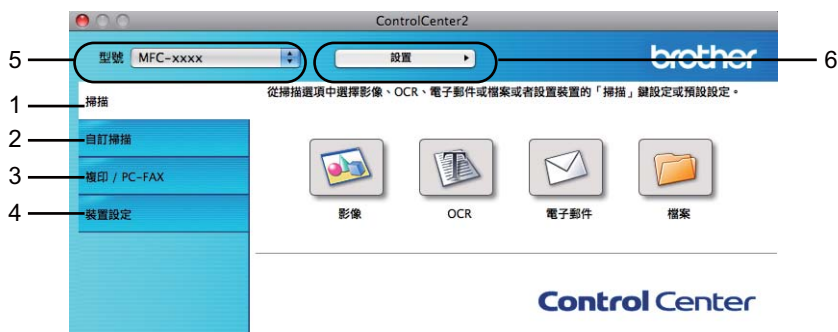 ControlCenter2
5 型號 MFC-xxxx 設置 brother 6
從掃描選項中選擇影像、OCR、電子郵件或檔案或者設置裝置的「掃描」鍵設定或預設設定。
1 掃描
2 自訂掃描
3 複印 / PC-FAX
4 裝置設定
影像 OCR 電子郵件 檔案
Control Center